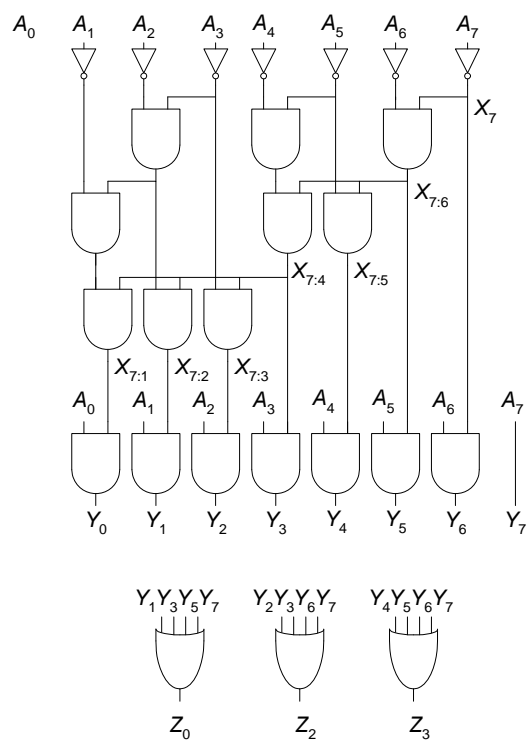 A₀ A₁ A₂ A₃ A₄ A₅ A₆ A₇
X₇
X₇:₆
X₇:₄ X₇:₅
X₇:₁ X₇:₂ X₇:₃
A₀ A₁ A₂ A₃ A₄ A₅ A₆ A₇
Y₀ Y₁ Y₂ Y₃ Y₄ Y₅ Y₆ Y₇
Y₁Y₃Y₅Y₇ Y₂Y₃Y₆Y₇ Y₄Y₅Y₆Y₇
Z₀ Z₂ Z₃